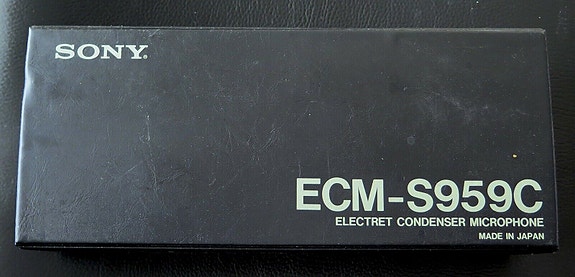 SONY®
ECM-S959C
ELECTRET CONDENSER MICROPHONE
MADE IN JAPAN